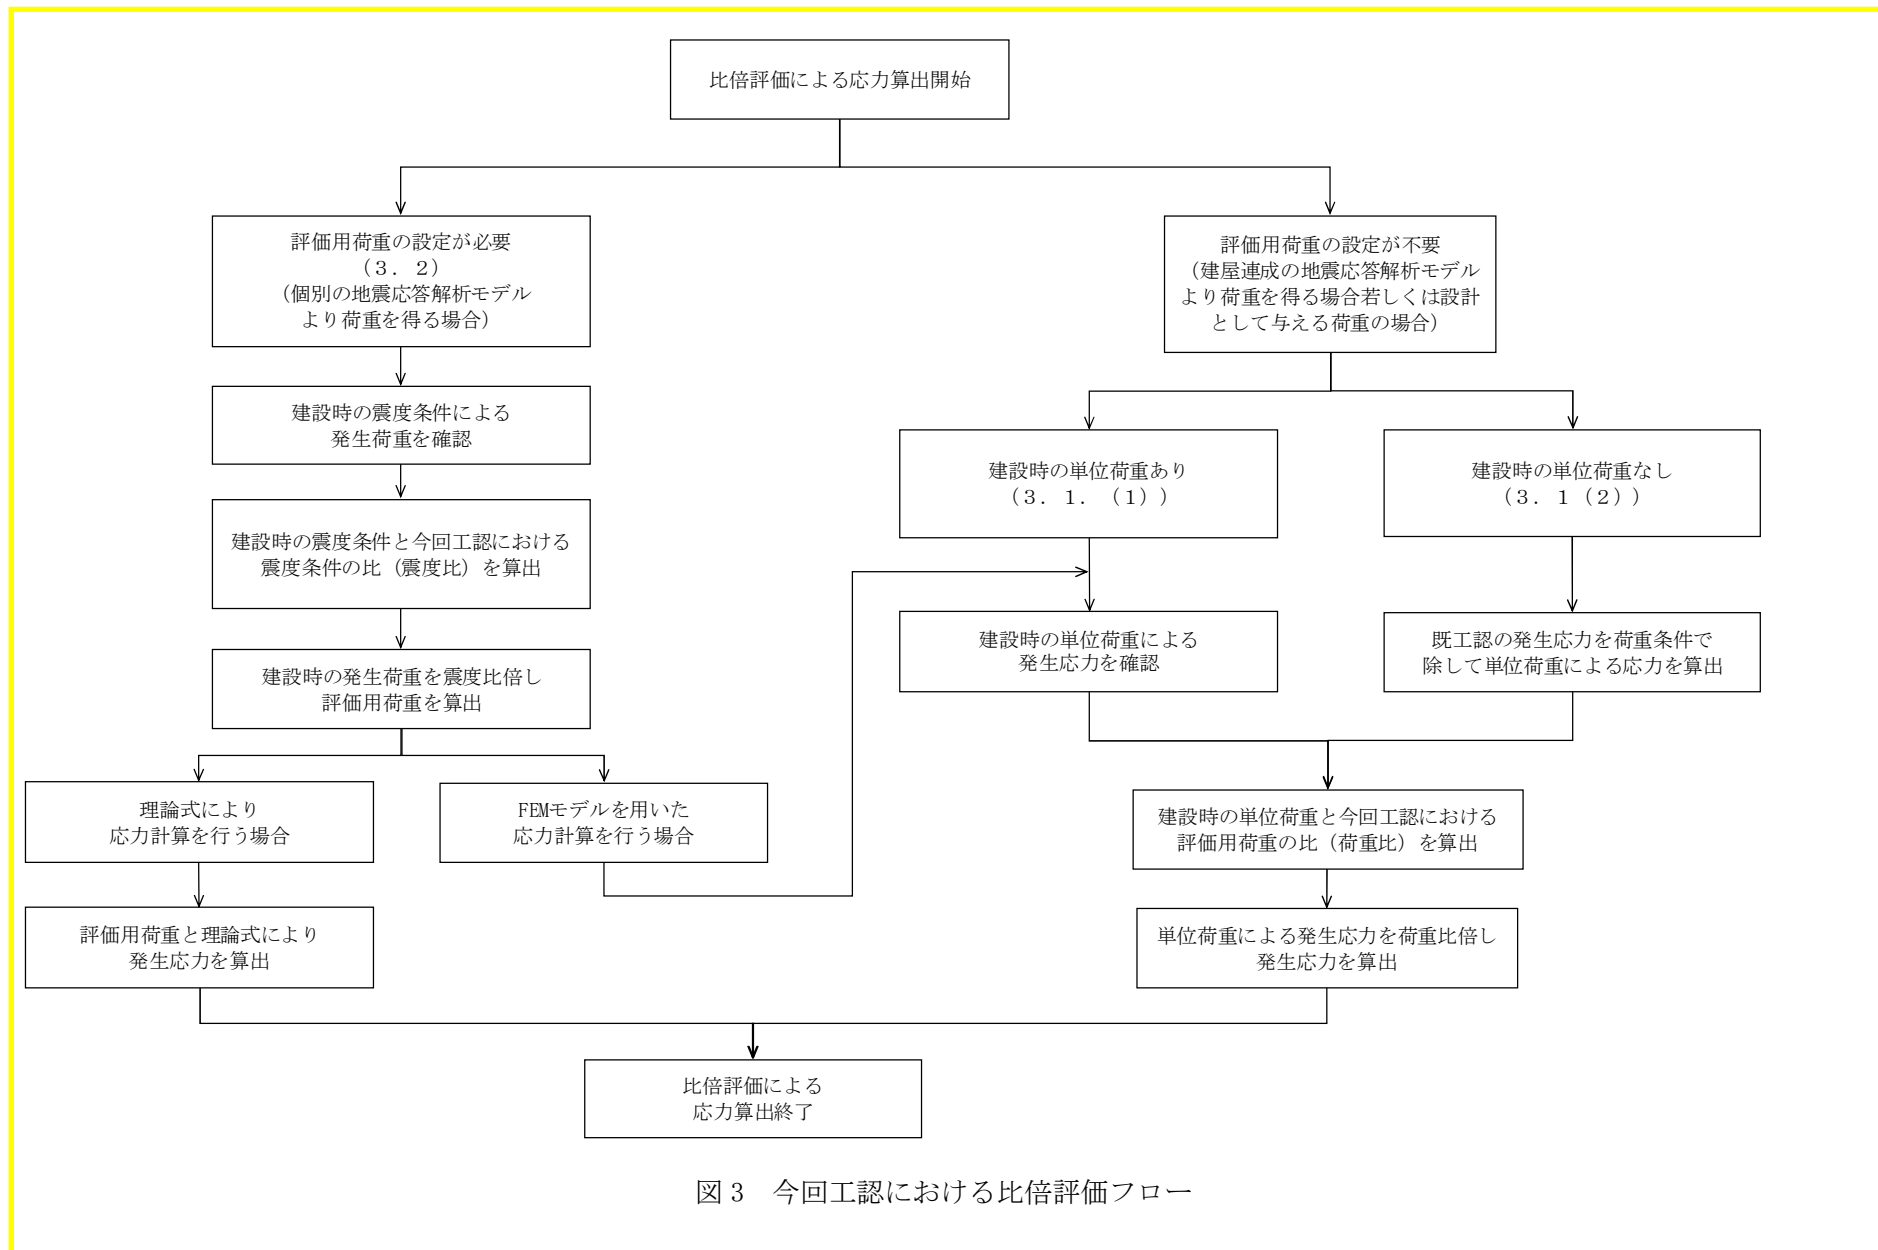 比倍評価による応力算出開始
評価用荷重の設定が必要
（３．２）
（個別の地震応答解析モデル
より荷重を得る場合）
評価用荷重の設定が不要
（建屋連成の地震応答解析モデル
より荷重を得る場合若しくは設計
として与える荷重の場合）
建設時の震度条件による
発生荷重を確認
建設時の単位荷重あり
（３．１．（１））
建設時の単位荷重なし
（３．１（２））
建設時の震度条件と今回工認における
震度条件の比（震度比）を算出
建設時の単位荷重による
発生応力を確認
既工認の発生応力を荷重条件で
除して単位荷重による応力を算出
建設時の発生荷重を震度比倍し
評価用荷重を算出
理論式により
応力計算を行う場合
FEMモデルを用いた
応力計算を行う場合
建設時の単位荷重と今回工認における
評価用荷重の比（荷重比）を算出
評価用荷重と理論式により
発生応力を算出
単位荷重による発生応力を荷重比倍し
発生応力を算出
比倍評価による
応力算出終了
図 3　今回工認における比倍評価フロー